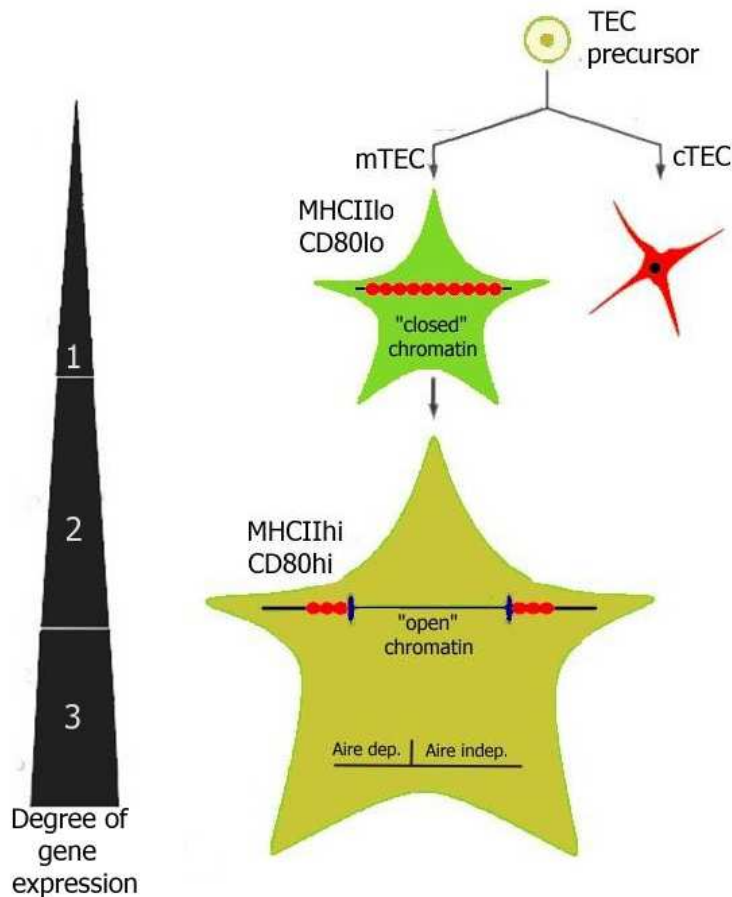 TEC
precursor
mTEC
cTEC
MHCIIlo
CD80lo
"closed"
chromatin
1
2
MHCIIhi
CD80hi
"open"
chromatin
3
Aire dep.
Aire indep.
Degree of
gene
expression